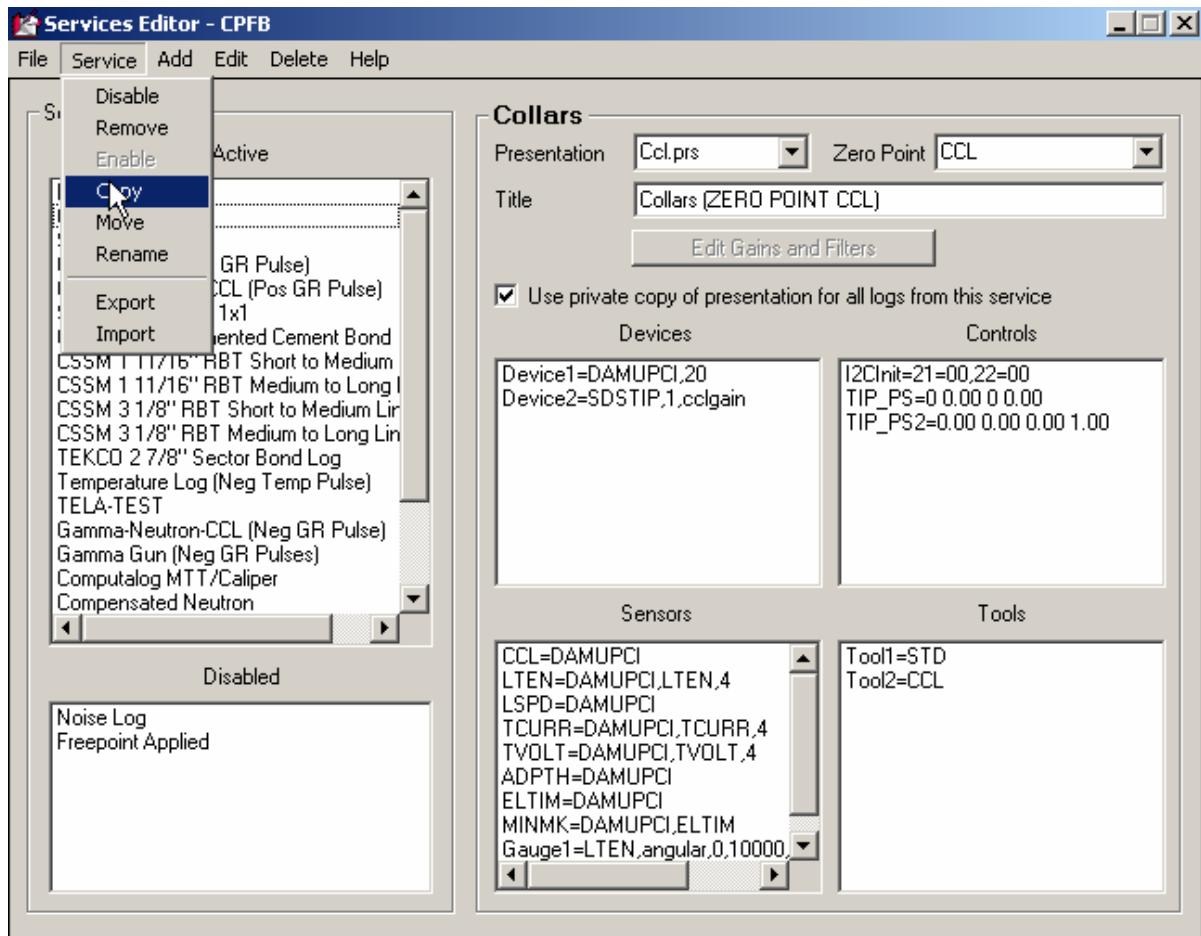 Services Editor - CPFB
File Service Add Edit Delete Help
Disable
Remove
Enable
Copy
Move
Rename
Export
Import
Active
GR Pulse)
CCL (Pos GR Pulse)
1x1
mented Cement Bond
CSSM 1 11/16" RBT Short to Medium
CSSM 1 11/16" RBT Medium to Long
CSSM 3 1/8" RBT Short to Medium Lin
CSSM 3 1/8" RBT Medium to Long Lin
TEKCO 2 7/8" Sector Bond Log
Temperature Log (Neg Temp Pulse)
TELA-TEST
Gamma-Neutron-CCL (Neg GR Pulse)
Gamma Gun (Neg GR Pulses)
Computalog MTT/Caliper
Compensated Neutron
Disabled
Noise Log
Freepoint Applied
Collars
Presentation Ccl.prs Zero Point CCL
Title Collars (ZERO POINT CCL)
Edit Gains and Filters
Use private copy of presentation for all logs from this service
Devices
Device1=DAMUPCI,20
Device2=SDSTIP,1,cclgain
Controls
I2CInit=21=00,22=00
TIP_PS=0 0.00 0 0.00
TIP_PS2=0.00 0.00 0.00 1.00
Sensors
CCL=DAMUPCI
LTEN=DAMUPCI,LTEN,4
LSPD=DAMUPCI
TCURR=DAMUPCI,TCURR,4
TVOLT=DAMUPCI,TVOLT,4
ADPTH=DAMUPCI
ELTIM=DAMUPCI
MINMK=DAMUPCI,ELTIM
Gauge1=LTEN,angular,0,10000,
Tools
Tool1=STD
Tool2=CCL